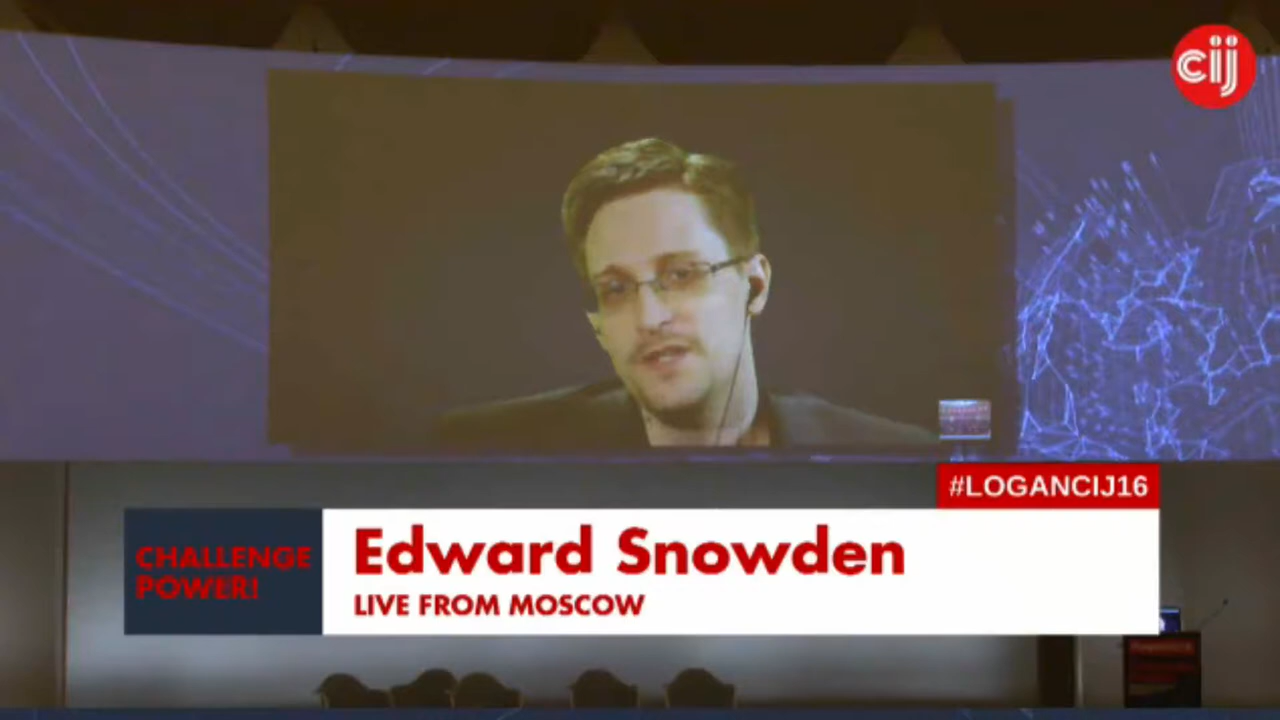 cij
#LOGANCIJ16
CHALLENGE
POWER!
Edward Snowden
LIVE FROM MOSCOW